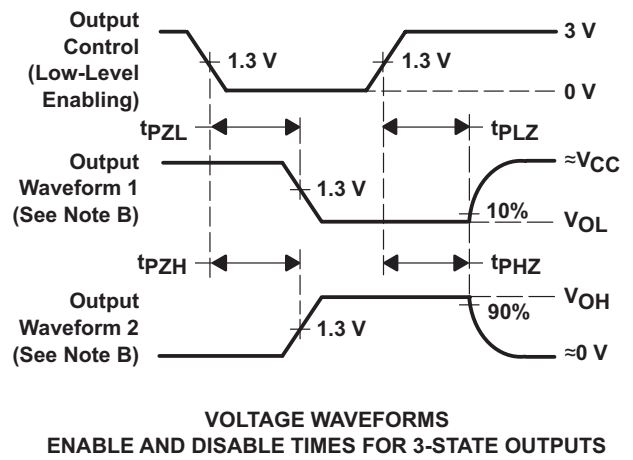 Output
Control
(Low-Level
Enabling)
1.3 V
1.3 V
3 V
0 V
tPZL
tPLZ
Output
Waveform 1
(See Note B)
1.3 V
≈VCC
10%
VOL
tPZH
tPHZ
Output
Waveform 2
(See Note B)
1.3 V
VOH
90%
≈0 V
VOLTAGE WAVEFORMS
ENABLE AND DISABLE TIMES FOR 3-STATE OUTPUTS